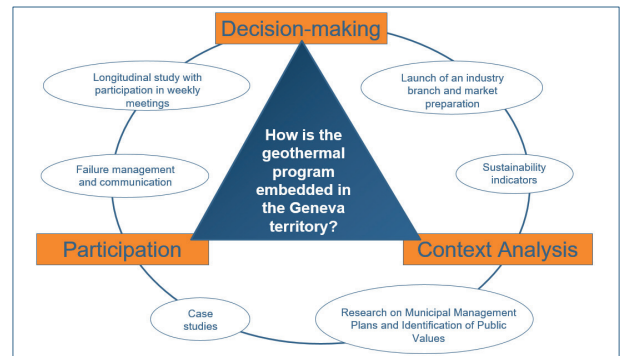 Decision-making
Longitudinal study with
participation in weekly
meetings
Launch of an industry
branch and market
preparation
How is the
geothermal
program
embedded in
the Geneva
territory?
Failure management
and communication
Sustainability
indicators
Participation
Context Analysis
Case
studies
Research on Municipal Management
Plans and Identification of Public
Values